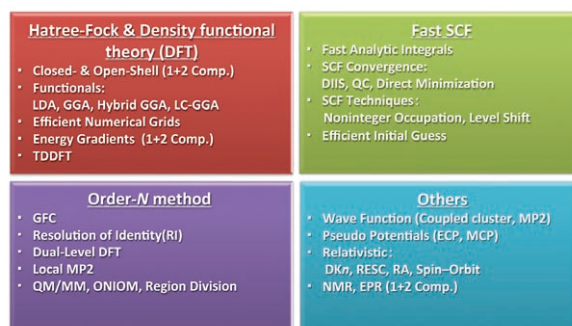 Hatree-Fock & Density functional
theory (DFT)
• Closed- & Open-Shell (1+2 Comp.)
• Functionals:
LDA, GGA, Hybrid GGA, LC-GGA
• Efficient Numerical Grids
• Energy Gradients (1+2 Comp.)
• TDDFT
Fast SCF
• Fast Analytic Integrals
• SCF Convergence:
DIIS, QC, Direct Minimization
• SCF Techniques:
Noninteger Occupation, Level Shift
• Efficient Initial Guess
Order-N method
• GFC
• Resolution of Identity(RI)
• Dual-Level DFT
• Local MP2
• QM/MM, ONIOM, Region Division
Others
• Wave Function (Coupled cluster, MP2)
• Pseudo Potentials (ECP, MCP)
• Relativistic:
DKn, RESC, RA, Spin–Orbit
• NMR, EPR (1+2 Comp.)